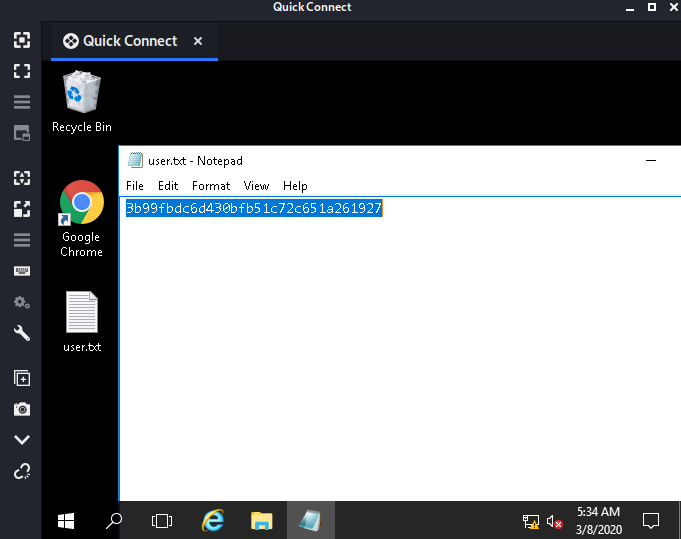 Quick Connect
Quick Connect
Recycle Bin
user.txt - Notepad
File Edit Format View Help
3b99fbdc6d430bfb51c72c651a261927
Google
Chrome
user.txt
5:34 AM
3/8/2020